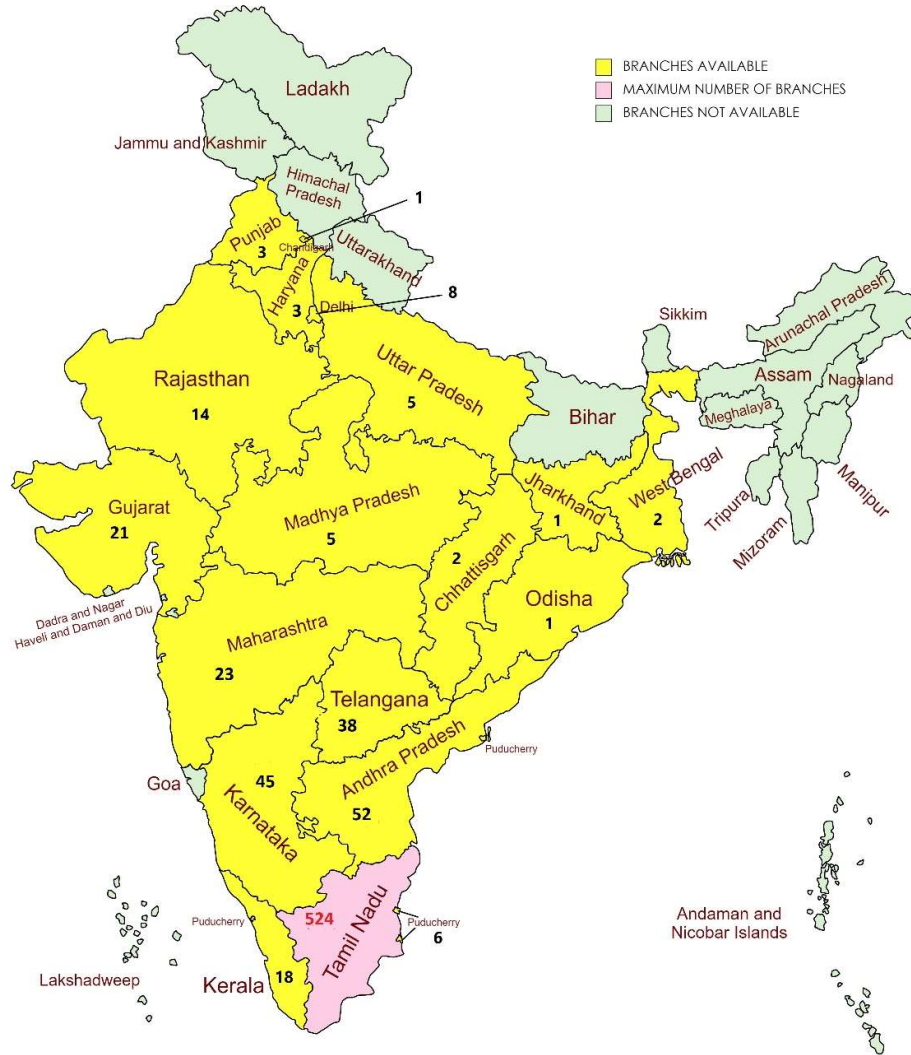 BRANCHES AVAILABLE
MAXIMUM NUMBER OF BRANCHES
BRANCHES NOT AVAILABLE
Ladakh
Jammu and Kashmir
Himachal
Pradesh
1
Punjab
3
Chandigarh
Uttarakhand
Haryana
3
Delhi
8
Sikkim
Arunachal Pradesh
Assam
Nagaland
Meghalaya
Manipur
Tripura
Mizoram
Rajasthan
14
Uttar Pradesh
5
Bihar
Gujarat
21
Madhya Pradesh
5
Jharkhand
1
West Bengal
2
Chhattisgarh
2
Odisha
1
Dadra and Nagar
Haveli and Daman and Diu
Maharashtra
23
Telangana
38
Andhra Pradesh
52
Puducherry
Goa
Karnataka
45
Tamil Nadu
524
Puducherry
Puducherry
6
Kerala
18
Lakshadweep
Andaman and
Nicobar Islands